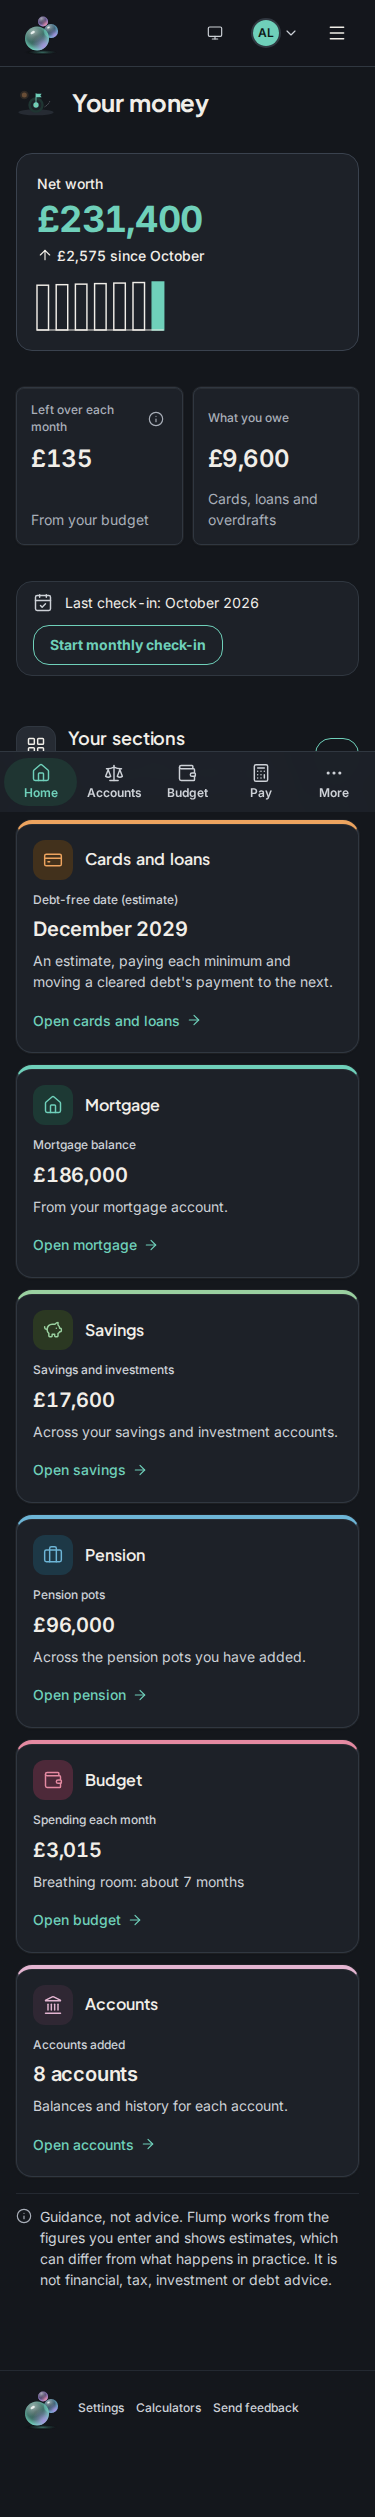 AL
Your money
Net worth
£231,400
↑ £2,575 since October
Left over each
month
£135
From your budget
What you owe
£9,600
Cards, loans and
overdrafts
Last check-in: October 2026
Start monthly check-in
Your sections
Home
Accounts
Budget
Pay
More
Cards and loans
Debt-free date (estimate)
December 2029
An estimate, paying each minimum and
moving a cleared debt's payment to the next.
Open cards and loans →
Mortgage
Mortgage balance
£186,000
From your mortgage account.
Open mortgage →
Savings
Savings and investments
£17,600
Across your savings and investment accounts.
Open savings →
Pension
Pension pots
£96,000
Across the pension pots you have added.
Open pension →
Budget
Spending each month
£3,015
Breathing room: about 7 months
Open budget →
Accounts
Accounts added
8 accounts
Balances and history for each account.
Open accounts →
Guidance, not advice. Flump works from the
figures you enter and shows estimates, which
can differ from what happens in practice. It is
not financial, tax, investment or debt advice.
Settings
Calculators
Send feedback